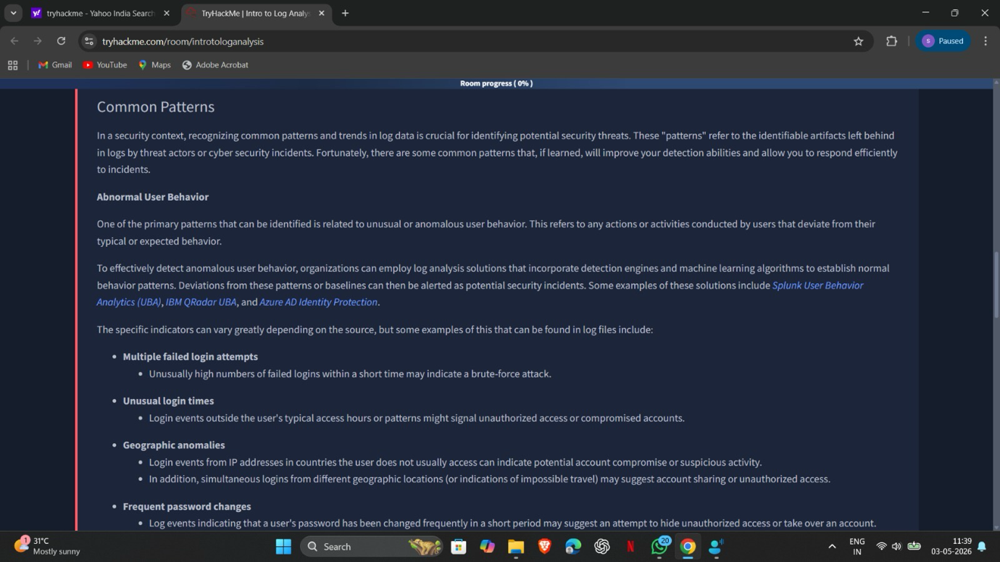 tryhackme - Yahoo India Search
TryHackMe | Intro to Log Analys
tryhackme.com/room/introtologanalysis
S
Paused
Gmail
YouTube
Maps
Adobe Acrobat
Room progress ( 0% )
Common Patterns
In a security context, recognizing common patterns and trends in log data is crucial for identifying potential security threats. These "patterns" refer to the identifiable artifacts left behind
in logs by threat actors or cyber security incidents. Fortunately, there are some common patterns that, if learned, will improve your detection abilities and allow you to respond efficiently
to incidents.
Abnormal User Behavior
One of the primary patterns that can be identified is related to unusual or anomalous user behavior. This refers to any actions or activities conducted by users that deviate from their
typical or expected behavior.
To effectively detect anomalous user behavior, organizations can employ log analysis solutions that incorporate detection engines and machine learning algorithms to establish normal
behavior patterns. Deviations from these patterns or baselines can then be alerted as potential security incidents. Some examples of these solutions include Splunk User Behavior
Analytics (UBA), IBM QRadar UBA, and Azure AD Identity Protection.
The specific indicators can vary greatly depending on the source, but some examples of this that can be found in log files include:
• Multiple failed login attempts
• Unusually high numbers of failed logins within a short time may indicate a brute-force attack.
• Unusual login times
• Login events outside the user's typical access hours or patterns might signal unauthorized access or compromised accounts.
• Geographic anomalies
• Login events from IP addresses in countries the user does not usually access can indicate potential account compromise or suspicious activity.
• In addition, simultaneous logins from different geographic locations (or indications of impossible travel) may suggest account sharing or unauthorized access.
• Frequent password changes
• Log events indicating that a user's password has been changed frequently in a short period may suggest an attempt to hide unauthorized access or take over an account.
1
31°C
Mostly sunny
Search
20
ENG
IN
11:39
03-05-2026